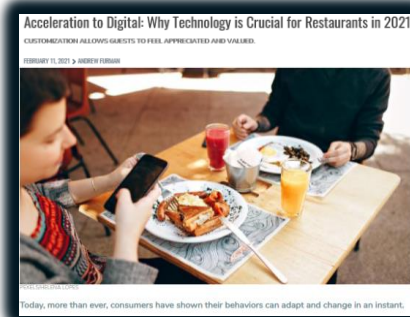 Acceleration to Digital: Why Technology is Crucial for Restaurants in 2021
CUSTOMIZATION ALLOWS GUESTS TO FEEL APPRECIATED AND VALUED.
FEBRUARY 11, 2021 > ANDREW FURMAN
Today, more than ever, consumers have shown their behaviors can adapt and change in an instant.